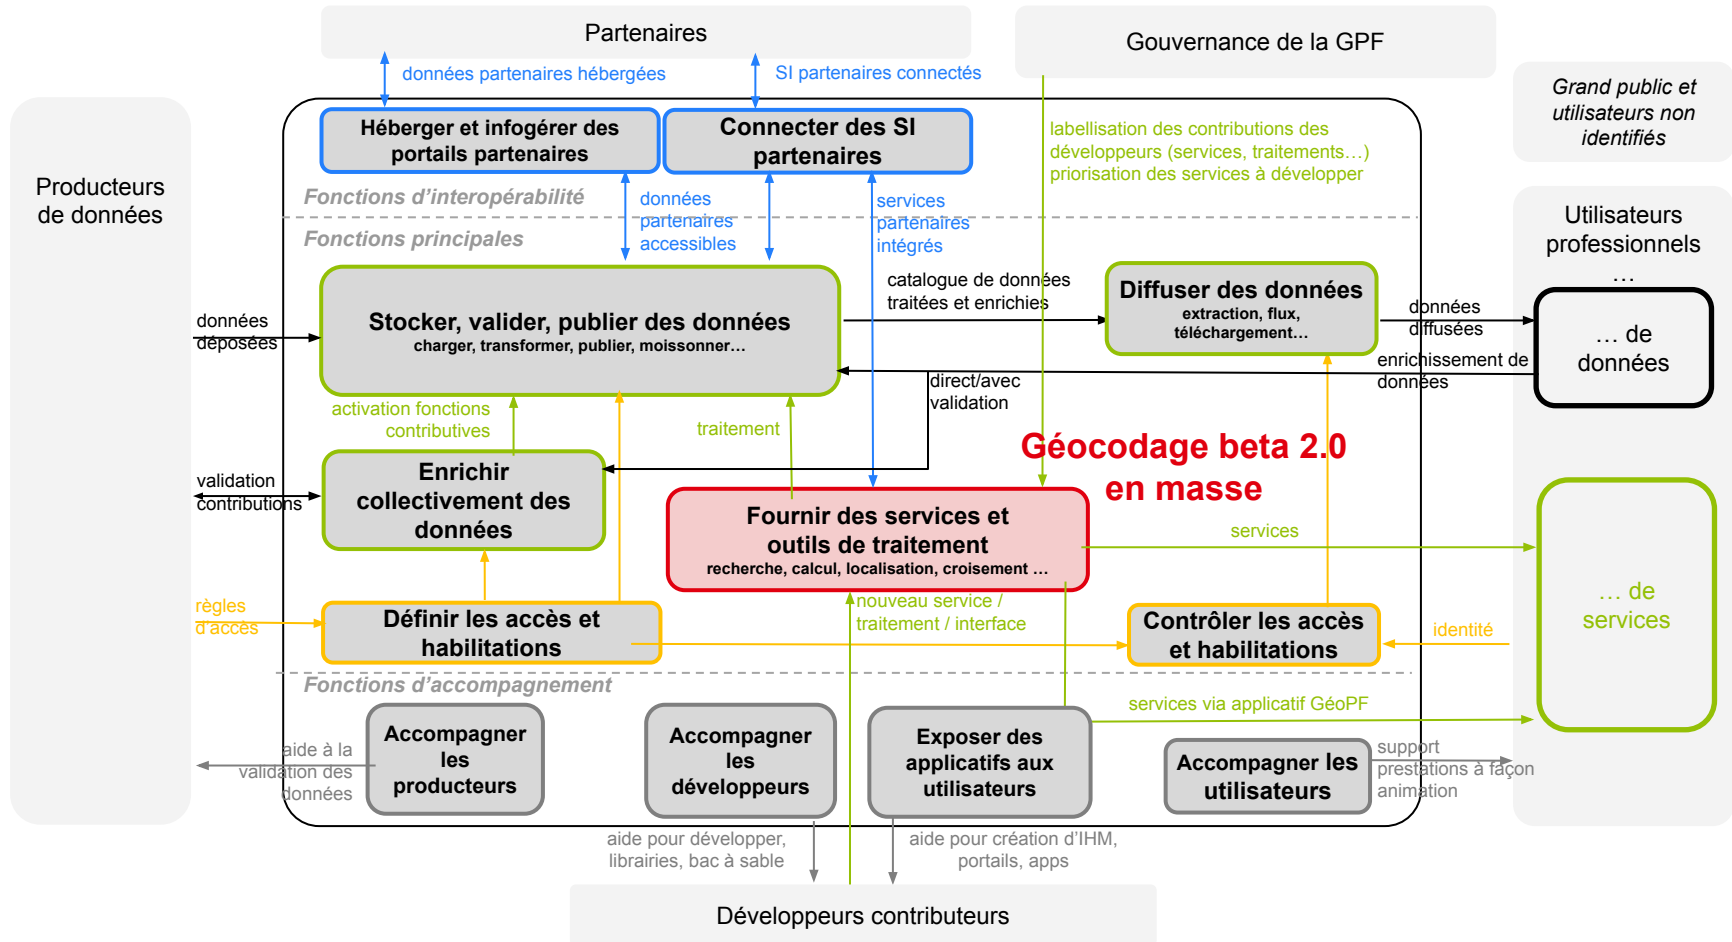 Partenaires
Gouvernance de la GPF
données partenaires hébergées
SI partenaires connectés
Grand public et
utilisateurs non
identifiés
Producteurs
de données
Héberger et infogérer des
portails partenaires
Connecter des SI
partenaires
labellisation des contributions des
développeurs (services, traitements…)
priorisation des services à développer
Fonctions d’interopérabilité
données
partenaires
accessibles
services
partenaires
intégrés
Utilisateurs
professionnels
…
Fonctions principales
données
déposées
Stocker, valider, publier des données
charger, transformer, publier, moissonner…
catalogue de données
traitées et enrichies
Diffuser des données
extraction, flux,
téléchargement…
données
diffusées
… de
données
enrichissement de
données
direct/avec
validation
activation fonctions
contributives
traitement
Géocodage beta 2.0
en masse
validation
contributions
Enrichir
collectivement des
données
Fournir des services et
outils de traitement
recherche, calcul, localisation, croisement …
services
… de
services
règles
d’accès
Définir les accès et
habilitations
nouveau service /
traitement / interface
Contrôler les accès
et habilitations
identité
Fonctions d’accompagnement
services via applicatif GéoPF
aide à la
validation des
données
Accompagner
les
producteurs
Accompagner
les
développeurs
Exposer des
applicatifs aux
utilisateurs
Accompagner les
utilisateurs
support
prestations à façon
animation
aide pour développer,
librairies, bac à sable
aide pour création d’IHM,
portails, apps
Développeurs contributeurs